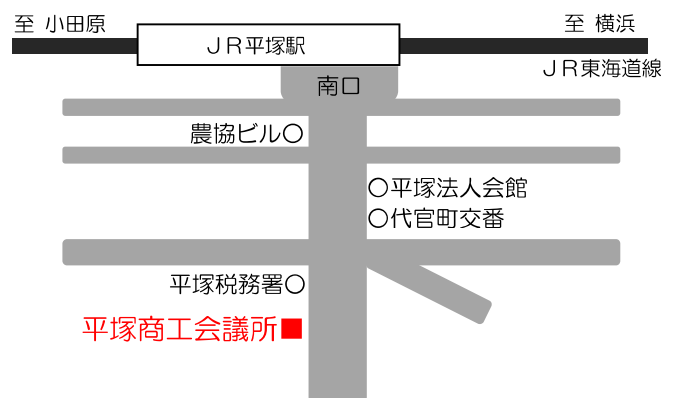 至 小田原
至 横浜
ＪＲ平塚駅
ＪＲ東海道線
南口
農協ビル○
○平塚法人会館
○代官町交番
平塚税務署○
平塚商工会議所■